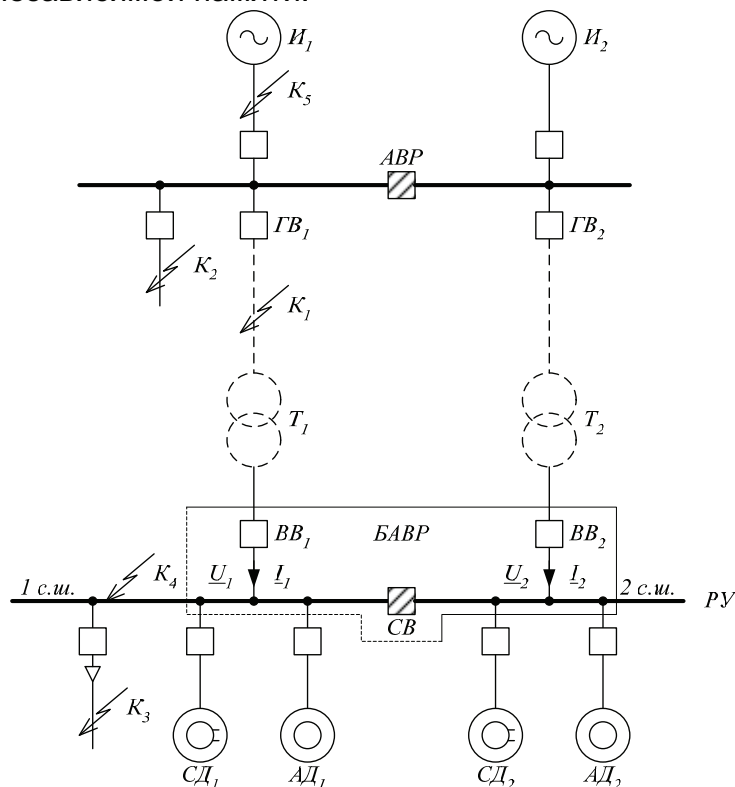 И₁ И₂
К₅
АВР
ГВ₁ ГВ₂
К₂
К₁
Т₁ Т₂
ВВ₁ БАВР ВВ₂
1 с.ш. К₄ U₁ I₁ U₂ I₂ 2 с.ш. РУ
СВ
К₃
СД₁ АД₁ СД₂ АД₂